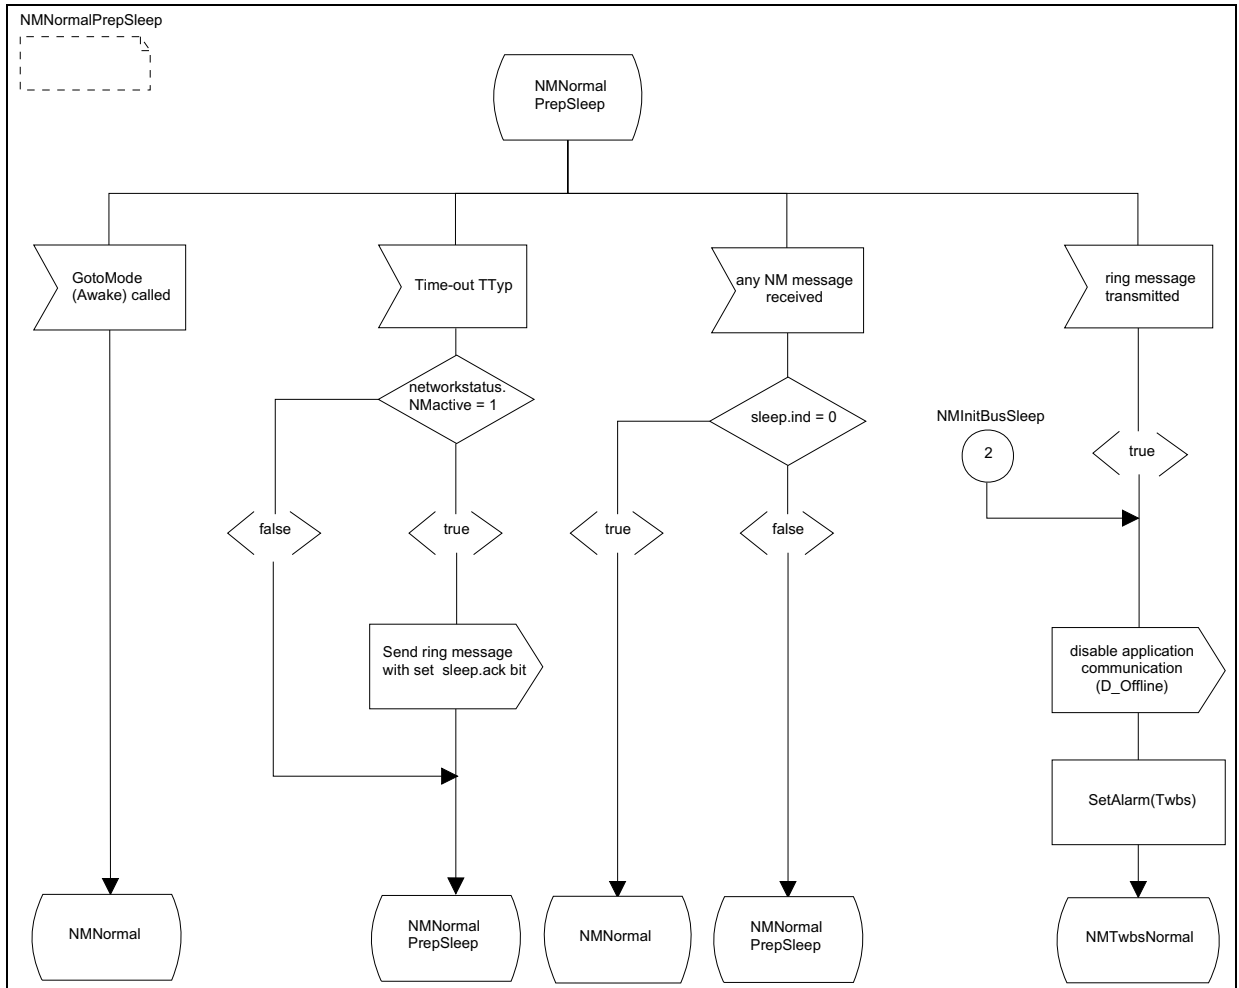 NMNormalPrepSleep
NMNormal
PrepSleep
GotoMode
(Awake) called
Time-out TTyp
any NM message
received
ring message
transmitted
networkstatus.
NMactive = 1
sleep.ind = 0
NMInitBusSleep
2
true
false
true
true
false
Send ring message
with set sleep.ack bit
disable application
communication
(D_Offline)
SetAlarm(Twbs)
NMNormal
NMNormal
PrepSleep
NMNormal
NMNormal
PrepSleep
NMTwbsNormal